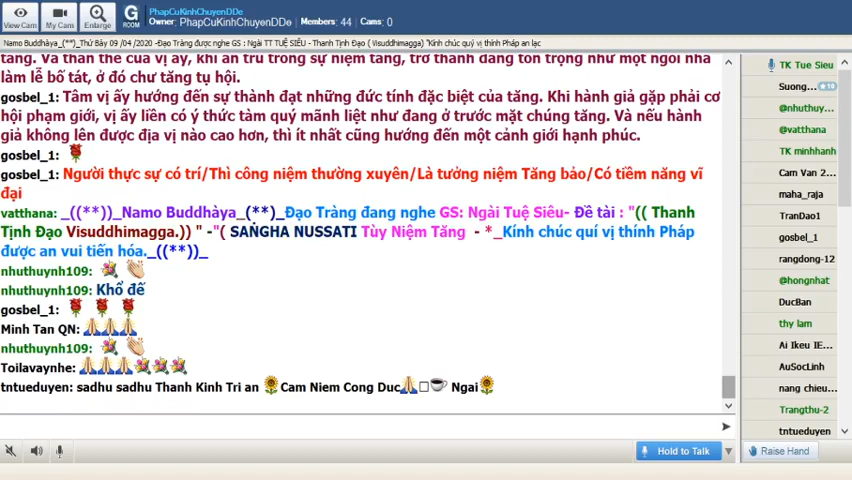 PhapCuKinhChuyenDDe
Owner: PhapCuKinhChuyenDDe Members: 44 Cams: 0
View Cam
My Cam
Enlarge
G
ROOM
Namo Buddhàya_(**)_Thứ Bảy 09 /04 /2020 -Đạo Tràng được nghe GS : Ngài TT TUỆ SIÊU - Thanh Tịnh Đạo ( Visuddhimagga) "Kính chúc quý vị thính Pháp an lạc
tăng. Và thân thể của vị ấy, khi an trú trong sự niệm tăng, trở thành đáng tôn trọng như một ngôi nhà
làm lễ bố tát, ở đó chư tăng tụ hội.
gosbel_1: Tâm vị ấy hướng đến sự thành đạt những đức tính đặc biệt của tăng. Khi hành giả gặp phải cơ
hội phạm giới, vị ấy liền có ý thức tàm quý mãnh liệt như đang ở trước mặt chúng tăng. Và nếu hành
giả không lên được địa vị nào cao hơn, thì ít nhất cũng hướng đến một cảnh giới hạnh phúc.
gosbel_1: 🌹
gosbel_1: Người thực sự có trí/Thì công niệm thường xuyên/Là tưởng niệm Tăng bảo/Có tiềm năng vĩ
đại
vatthana: _((**))_Namo Buddhàya_(**)_Đạo Tràng đang nghe GS: Ngài Tuệ Siêu- Đề tài : "(( Thanh
Tịnh Đạo Visuddhimagga.)) " -"( SAṄGHA NUSSATI Tùy Niệm Tăng - *_Kính chúc quí vị thính Pháp
được an vui tiến hóa._((**))_
nhuthuynh109: 💐 👏
nhuthuynh109: Khổ đế
gosbel_1: 🌹 🌹 🌹
Minh Tan QN: 🙏🙏🙏
nhuthuynh109: 💐 👏
Toilavaynhe: 🙏🙏🙏💐💐💐
tntueduyen: sadhu sadhu Thanh Kinh Tri an 🌻Cam Niem Cong Duc🙏□☕ Ngai🌻
Hold to Talk
TK Tue Sieu
Suong...
10
@nhuthuy...
@vatthana
TK minhhanh
Cam Van 2...
maha_raja
TranDao1
gosbel_1
rangdong-12
@hongnhat
DucBan
thy lam
Ai Ikeu IE...
AuSocLinh
nang chieu...
Trangthu-2
tntueduyen
Raise Hand